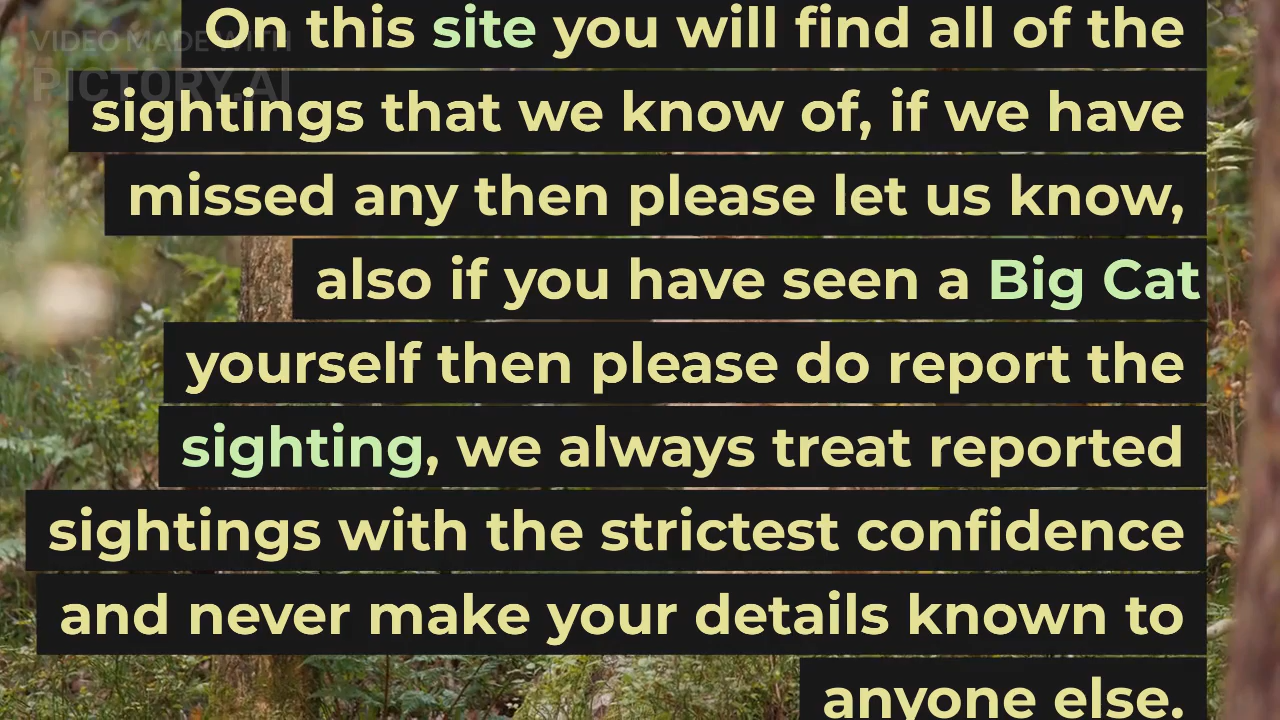 VIDEO MADE WITH
PICTORY.AI
On this site you will find all of the
sightings that we know of, if we have
missed any then please let us know,
also if you have seen a Big Cat
yourself then please do report the
sighting, we always treat reported
sightings with the strictest confidence
and never make your details known to
anyone else.